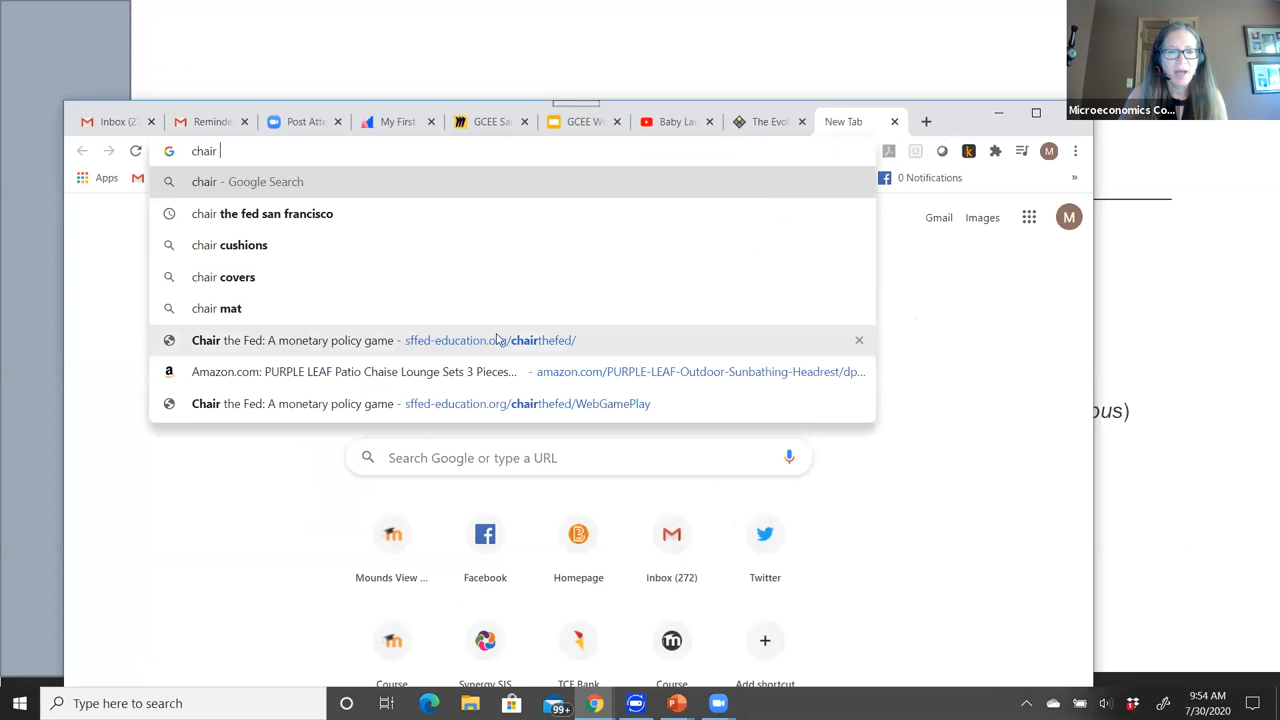 Microeconomics Co...
Inbox (2
Reminde
Post Atte
My Finan
GCEE Sa
GCEE W
Baby La
The Evol
New Tab
chair
M
Apps
0 Notifications
»
chair - Google Search
chair the fed san francisco
chair cushions
chair covers
chair mat
Chair the Fed: A monetary policy game - sffed-education.org/chairthefed/
Amazon.com: PURPLE LEAF Patio Chaise Lounge Sets 3 Pieces... - amazon.com/PURPLE-LEAF-Outdoor-Sunbathing-Headrest/dp...
Chair the Fed: A monetary policy game - sffed-education.org/chairthefed/WebGamePlay
Gmail Images M
ous)
Search Google or type a URL
Mounds View ...
Facebook
Homepage
Inbox (272)
Twitter
Course
Synergy SIS
TCF Bank
Course
Add shortcut
Type here to search
99+
9:54 AM
7/30/2020